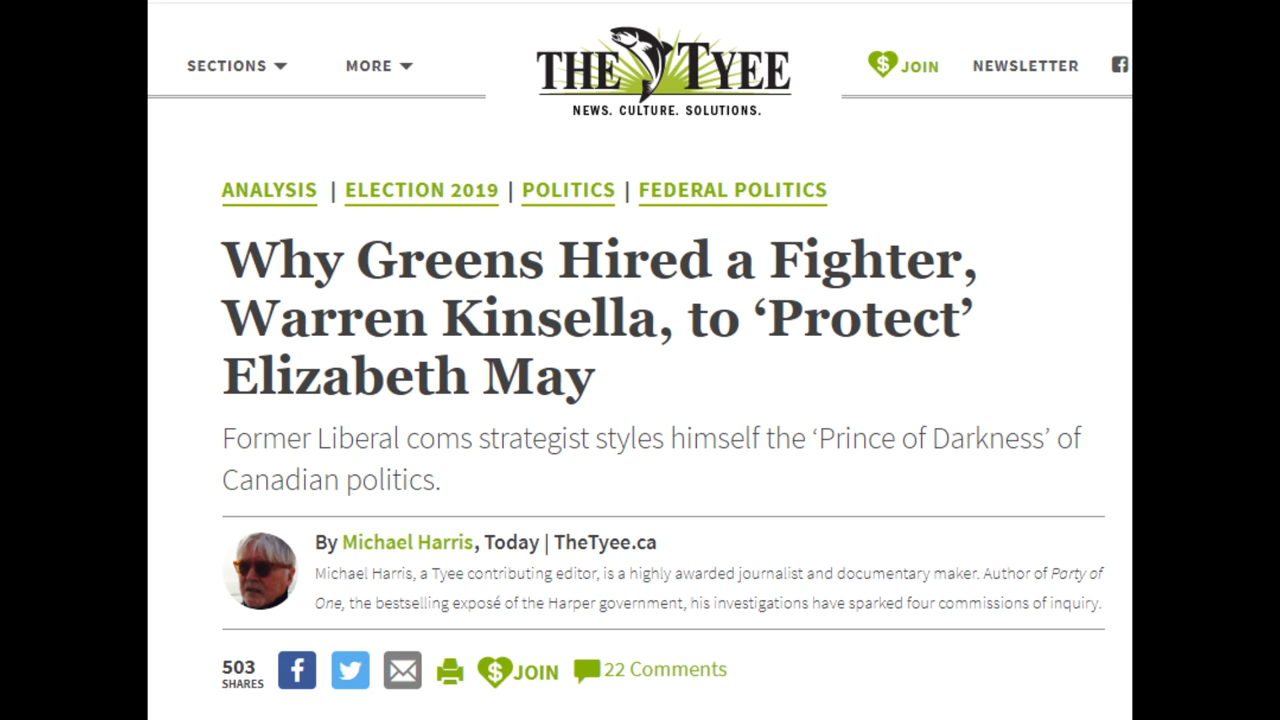 SECTIONS MORE THE TYEE JOIN NEWSLETTER
NEWS. CULTURE. SOLUTIONS.
ANALYSIS | ELECTION 2019 | POLITICS | FEDERAL POLITICS
Why Greens Hired a Fighter,
Warren Kinsella, to ‘Protect’
Elizabeth May
Former Liberal coms strategist styles himself the ‘Prince of Darkness’ of
Canadian politics.
By Michael Harris, Today | TheTyee.ca
Michael Harris, a Tyee contributing editor, is a highly awarded journalist and documentary maker. Author of Party of
One, the bestselling exposé of the Harper government, his investigations have sparked four commissions of inquiry.
503
SHARES
JOIN 22 Comments